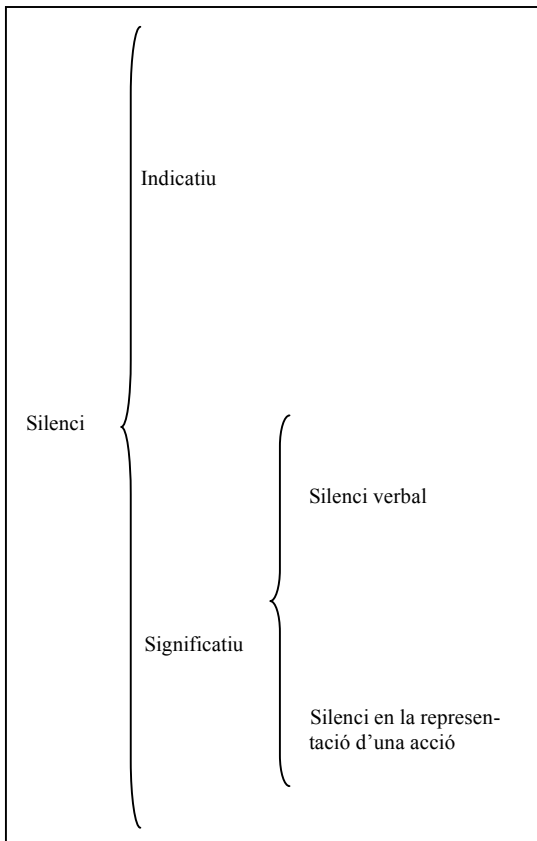 Indicatiu
Silenci
Silenci verbal
Significatiu
Silenci en la represen-
tació d’una acció